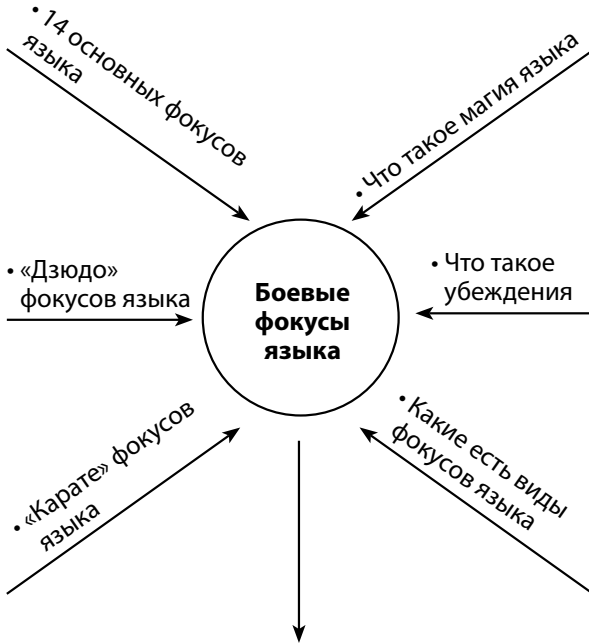 • 14 основных фокусов
языка
• Что такое магия языка
• «Дзюдо»
фокусов языка
Боевые
фокусы
языка
• Что такое
убеждения
• «Карате» фокусов
языка
• Какие есть виды
фокусов языка